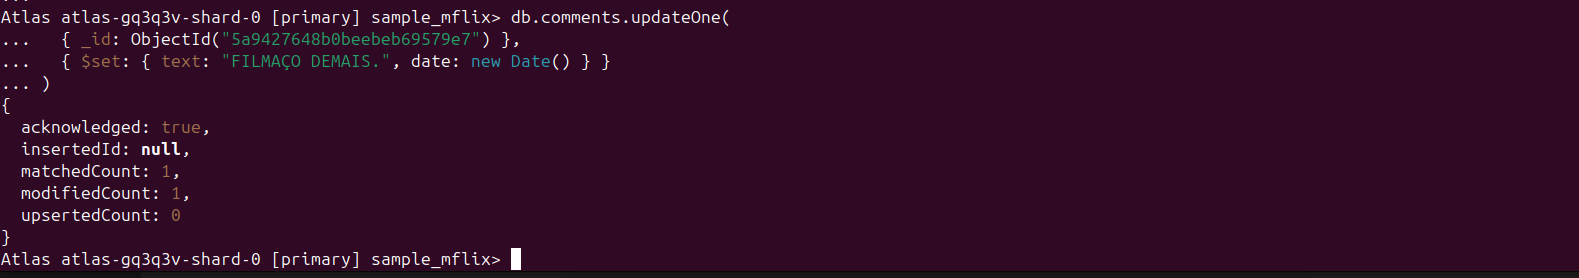 ...
Atlas atlas-gq3q3v-shard-0 [primary] sample_mflix> db.comments.updateOne(
...   { _id: ObjectId("5a9427648b0beebeb69579e7") },
...   { $set: { text: "FILMAÇO DEMAIS.", date: new Date() } }
... )
{
  acknowledged: true,
  insertedId: null,
  matchedCount: 1,
  modifiedCount: 1,
  upsertedCount: 0
}
Atlas atlas-gq3q3v-shard-0 [primary] sample_mflix>